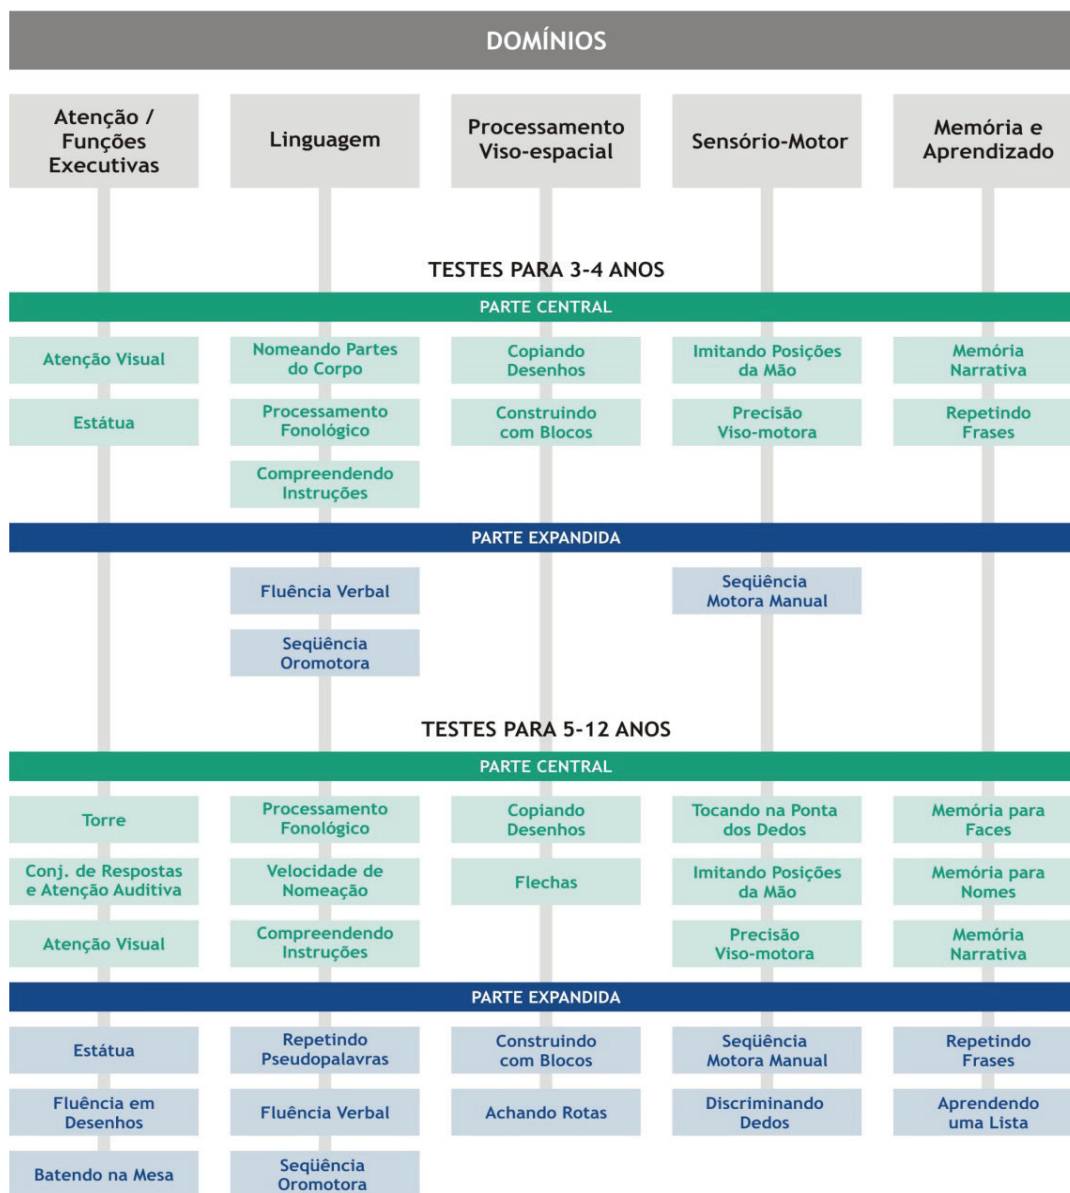 DOMÍNIOS
Atenção /
Funções
Executivas
Linguagem
Processamento
Viso-espacial
Sensório-Motor
Memória e
Aprendizado
TESTES PARA 3-4 ANOS
PARTE CENTRAL
Atenção Visual
Nomeando Partes
do Corpo
Copiando
Desenhos
Imitando Posições
da Mão
Memória
Narrativa
Estátua
Processamento
Fonológico
Construindo
com Blocos
Precisão
Viso-motora
Repetindo
Frases
Compreendendo
Instruções
PARTE EXPANDIDA
Fluência Verbal
Seqüência
Motora Manual
Seqüência
Oromotora
TESTES PARA 5-12 ANOS
PARTE CENTRAL
Torre
Processamento
Fonológico
Copiando
Desenhos
Tocando na Ponta
dos Dedos
Memória para
Faces
Conj. de Respostas
e Atenção Auditiva
Velocidade de
Nomeação
Flechas
Imitando Posições
da Mão
Memória para
Nomes
Atenção Visual
Compreendendo
Instruções
Precisão
Viso-motora
Memória
Narrativa
PARTE EXPANDIDA
Estátua
Repetindo
Pseudopalavras
Construindo
com Blocos
Seqüência
Motora Manual
Repetindo
Frases
Fluência em
Desenhos
Fluência Verbal
Achando Rotas
Discriminando
Dedos
Aprendendo
uma Lista
Batendo na Mesa
Seqüência
Oromotora